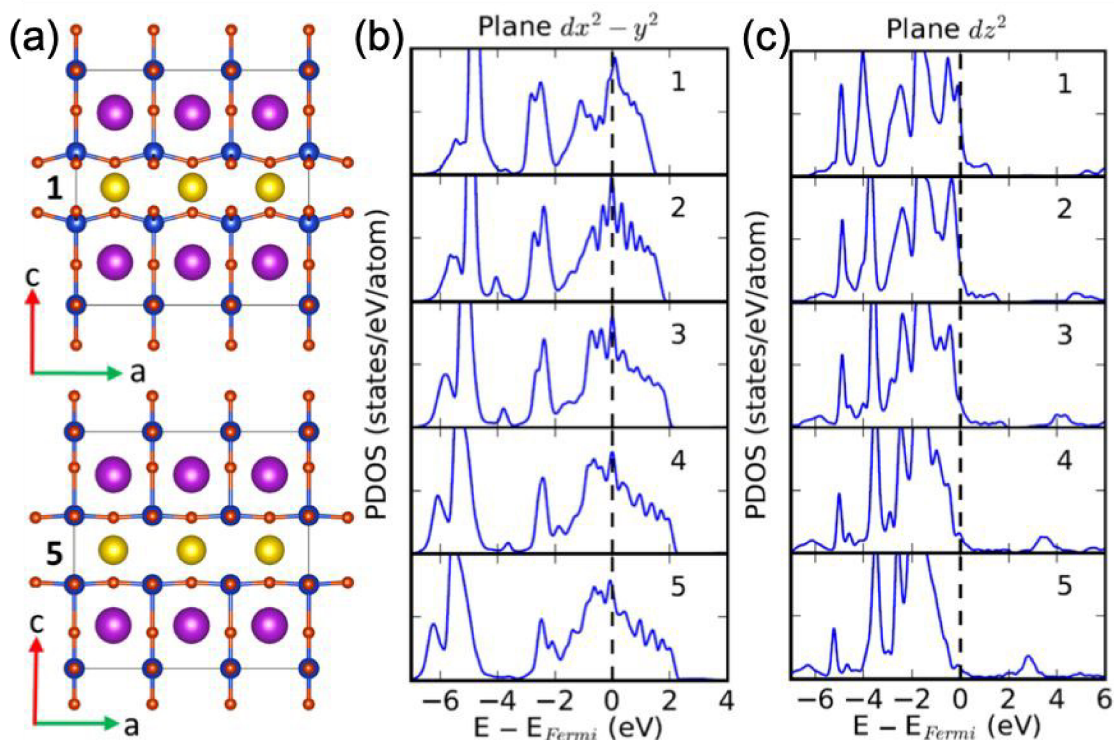 (a)
1
c
a
5
c
a
(b)
Plane dx² − y²
PDOS (states/eV/atom)
1
2
3
4
5
−6 −4 −2 0 2 4
E − E_Fermi (eV)
(c)
Plane dz²
PDOS (states/eV/atom)
1
2
3
4
5
−6 −4 −2 0 2 4 6
E − E_Fermi (eV)